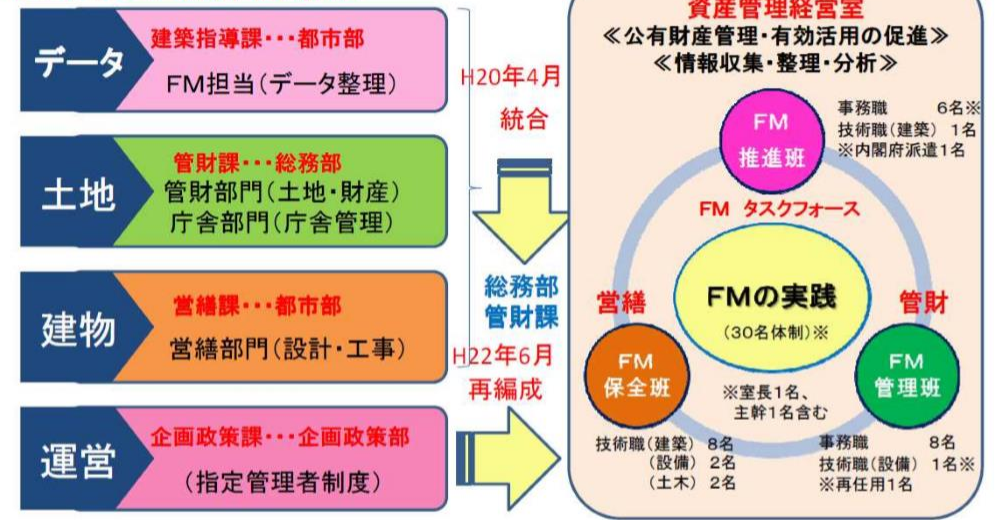 データ
建築指導課・・・都市部
FM担当(データ整理)
土地
管財課・・・総務部
管財部門(土地・財産)
庁舎部門(庁舎管理)
建物
営繕課・・・都市部
営繕部門(設計・工事)
運営
企画政策課・・・企画政策部
(指定管理者制度)
H20年4月
統合
総務部
管財課
H22年6月
再編成
資産管理経営室
≪公有財産管理・有効活用の促進≫
≪情報収集・整理・分析≫
FM
推進班
事務職 6名※
技術職(建築) 1名
※内閣府派遣1名
FM タスクフォース
FMの実践
(30名体制)※
※室長1名、
主幹1名含む
営繕
FM
保全班
技術職(建築) 8名
(設備) 2名
(土木) 2名
管財
FM
管理班
事務職 8名
技術職(設備) 1名※
※再任用1名